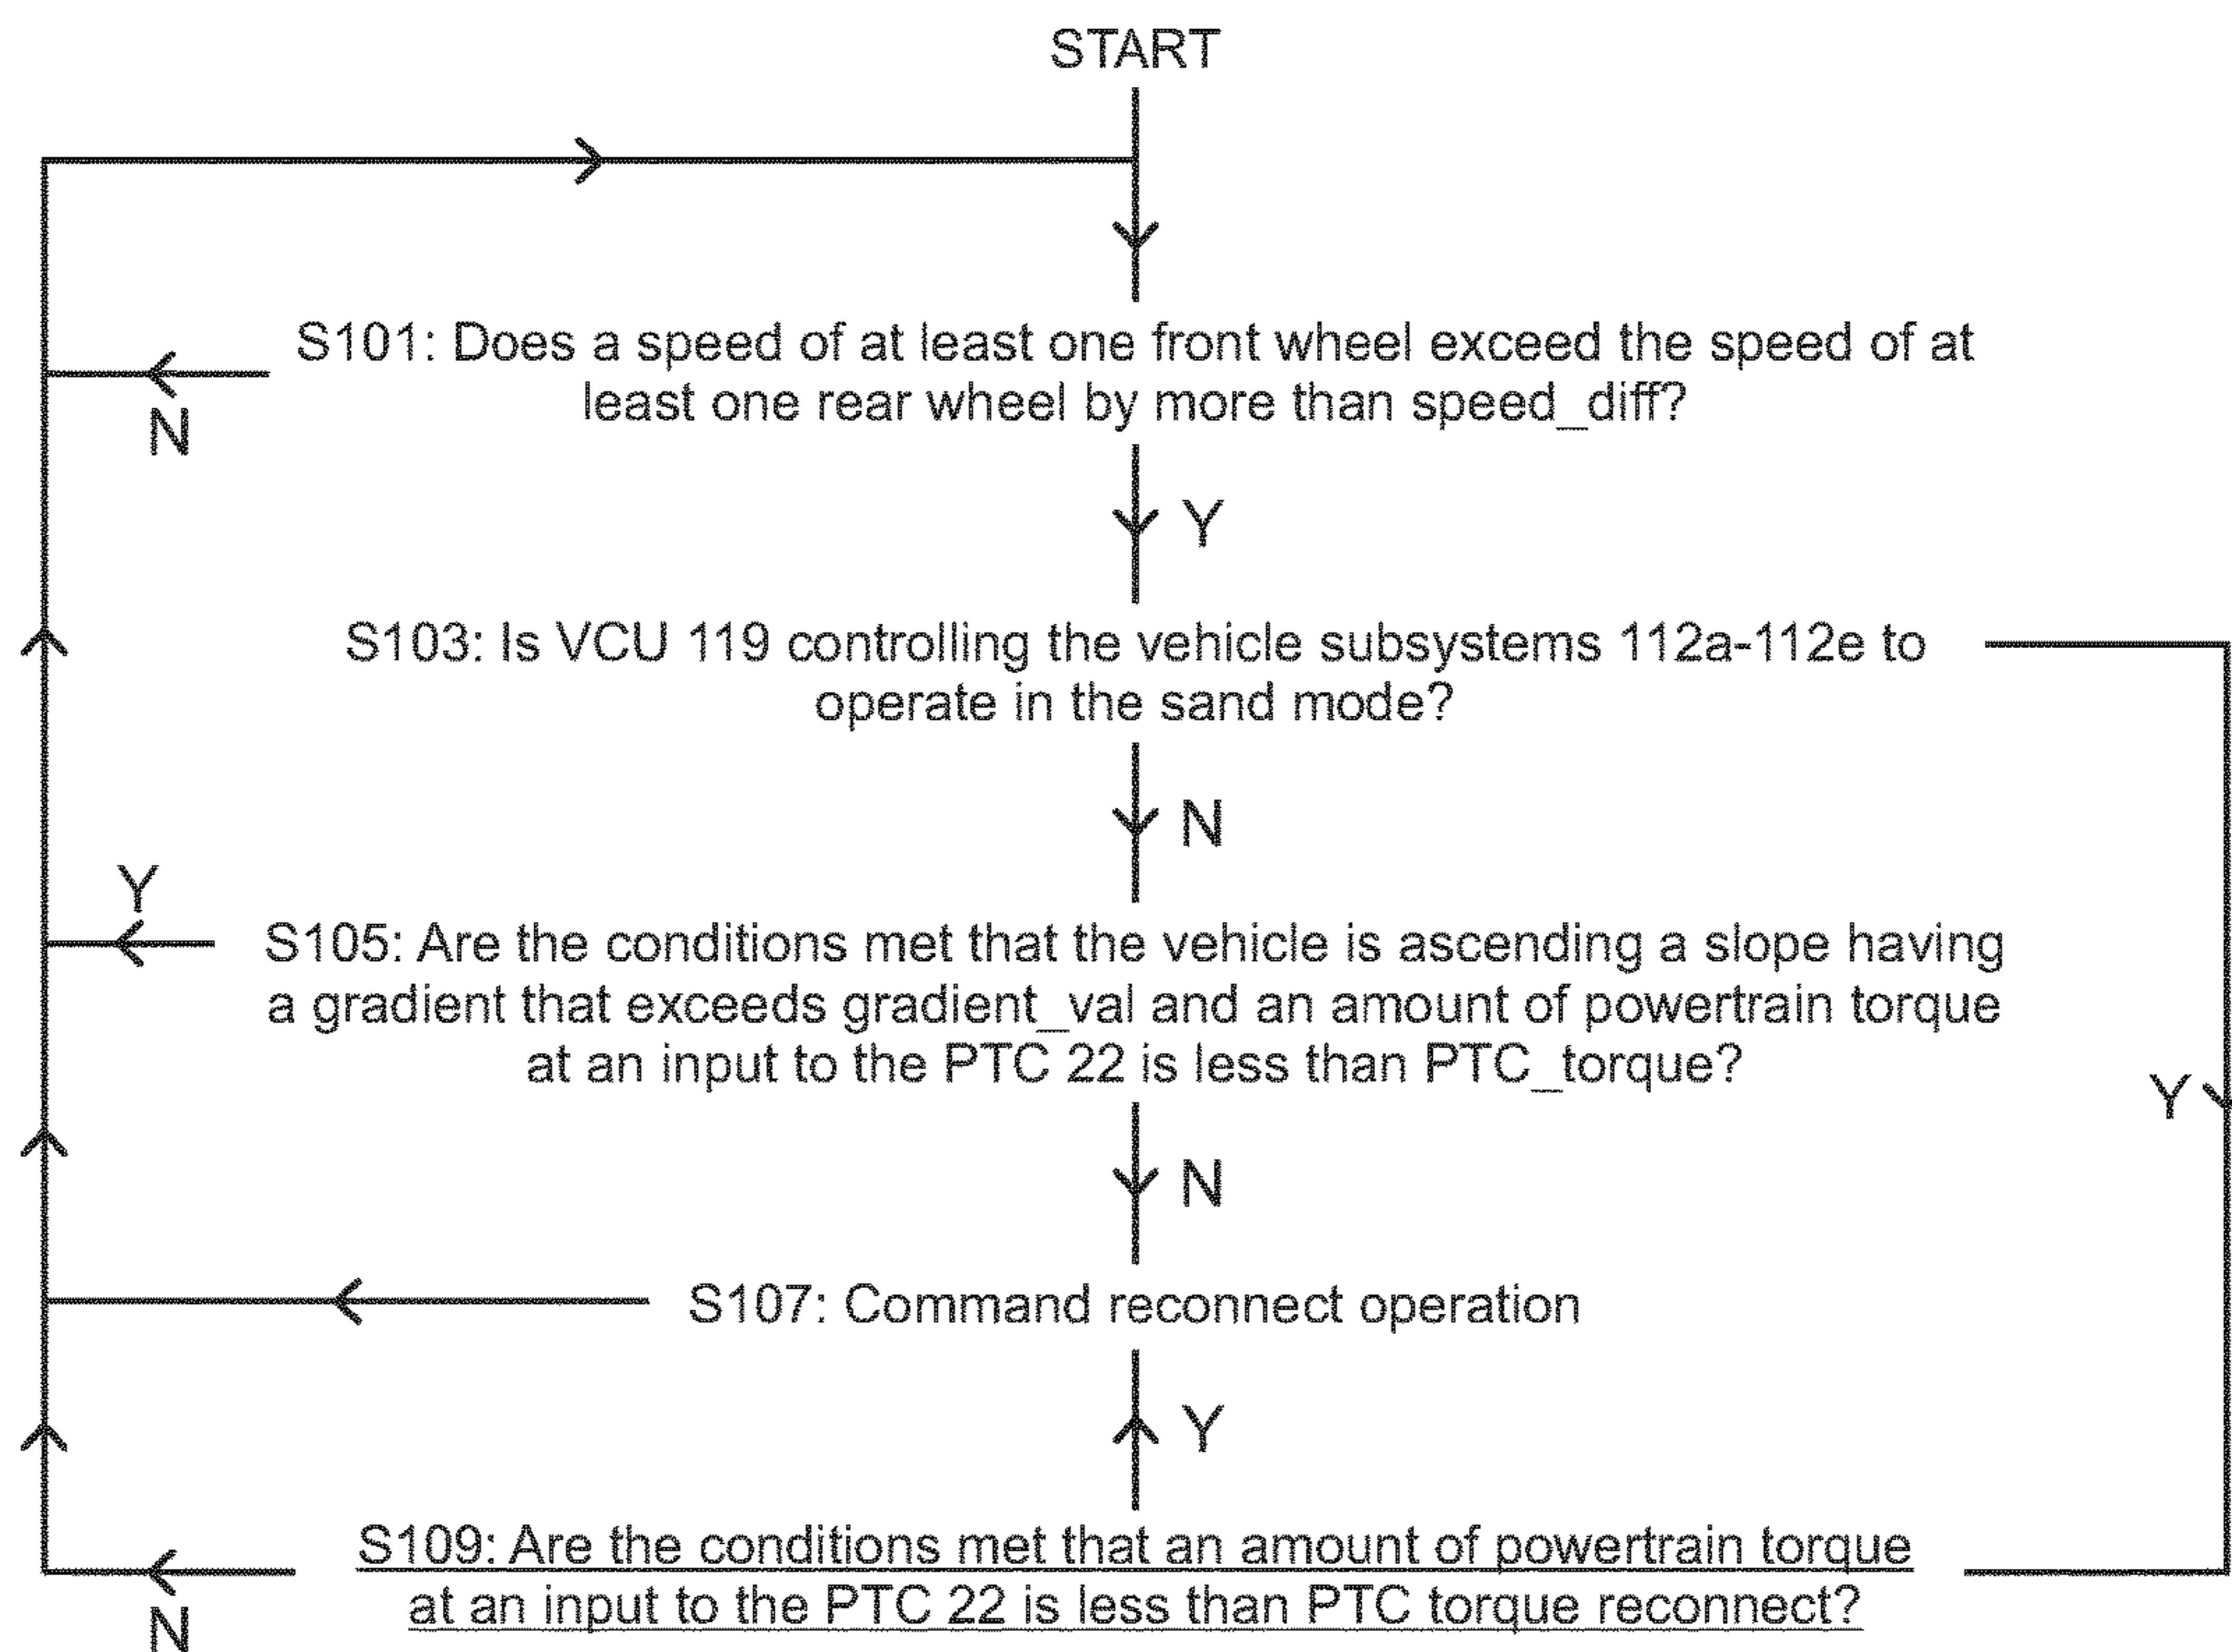 START
S101: Does a speed of at least one front wheel exceed the speed of at
least one rear wheel by more than speed_diff?
N
Y
S103: Is VCU 119 controlling the vehicle subsystems 112a-112e to
operate in the sand mode?
N
Y
S105: Are the conditions met that the vehicle is ascending a slope having
a gradient that exceeds gradient_val and an amount of powertrain torque
at an input to the PTC 22 is less than PTC_torque?
Y
N
S107: Command reconnect operation
Y
S109: Are the conditions met that an amount of powertrain torque
at an input to the PTC 22 is less than PTC torque reconnect?
N